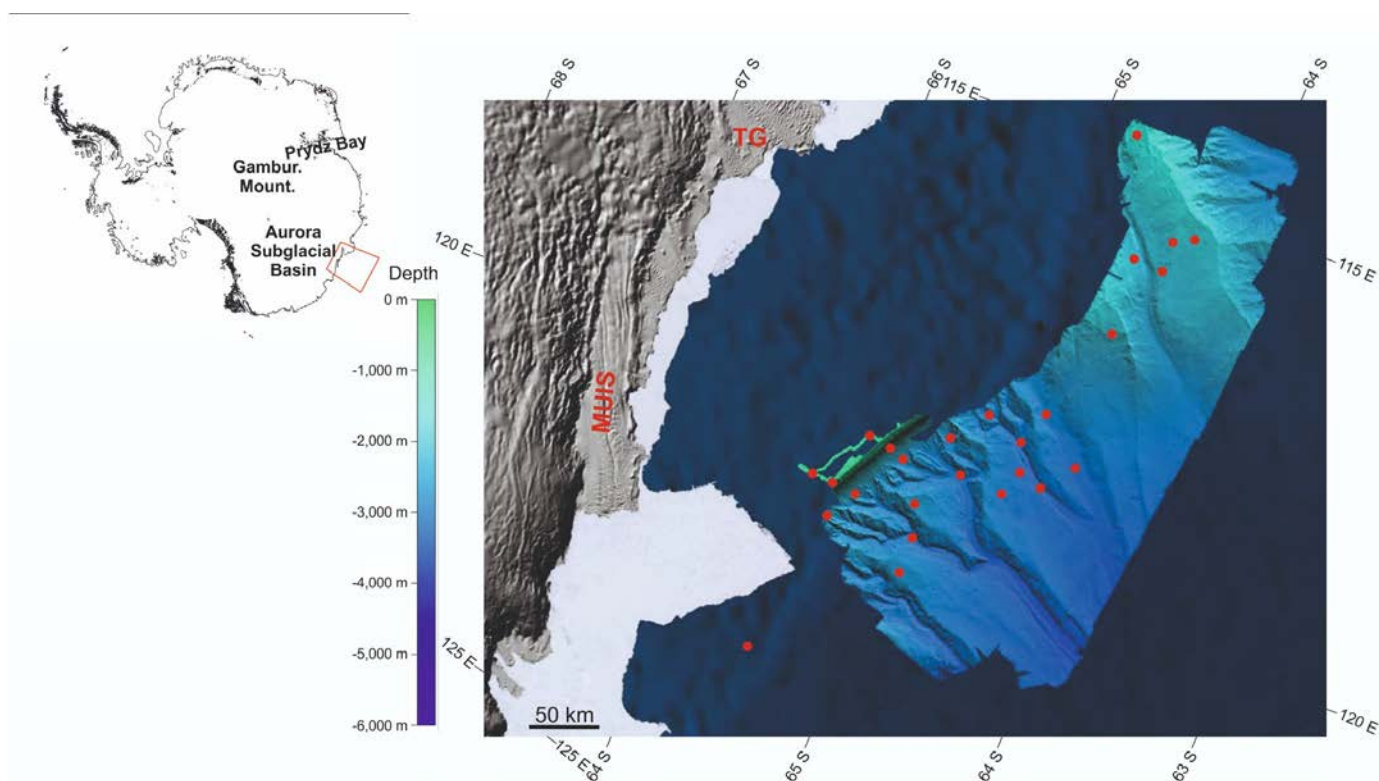 68 S
67 S
66 S
115 E
65 S
64 S
Prydz Bay
Gambur.
Mount.
Aurora
Subglacial
Basin
Depth
0 m
-1,000 m
-2,000 m
-3,000 m
-4,000 m
-5,000 m
-6,000 m
TG
MUIS
120 E
115 E
125 E
120 E
50 km
125 E
64 S
65 S
64 S
63 S